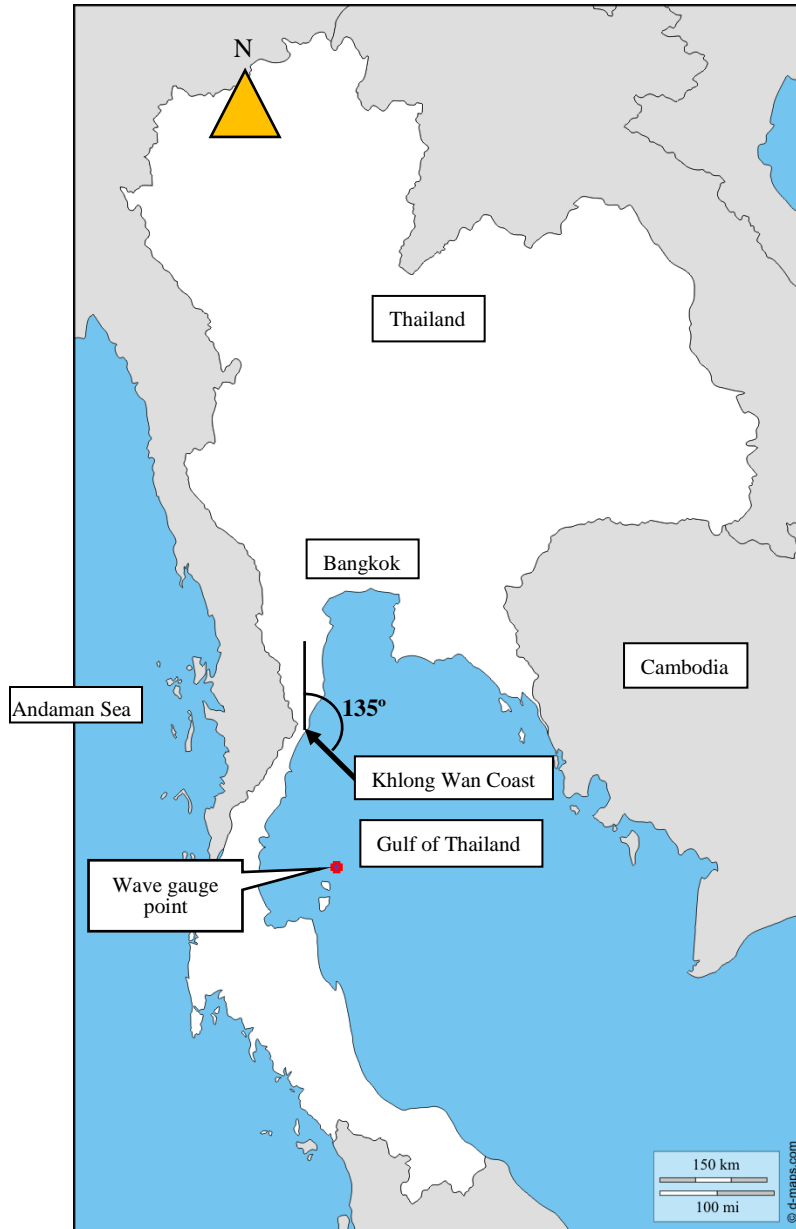 N
Thailand
Bangkok
Cambodia
Andaman Sea
135º
Khlong Wan Coast
Gulf of Thailand
Wave gauge
point
150 km
100 mi
© d-maps.com